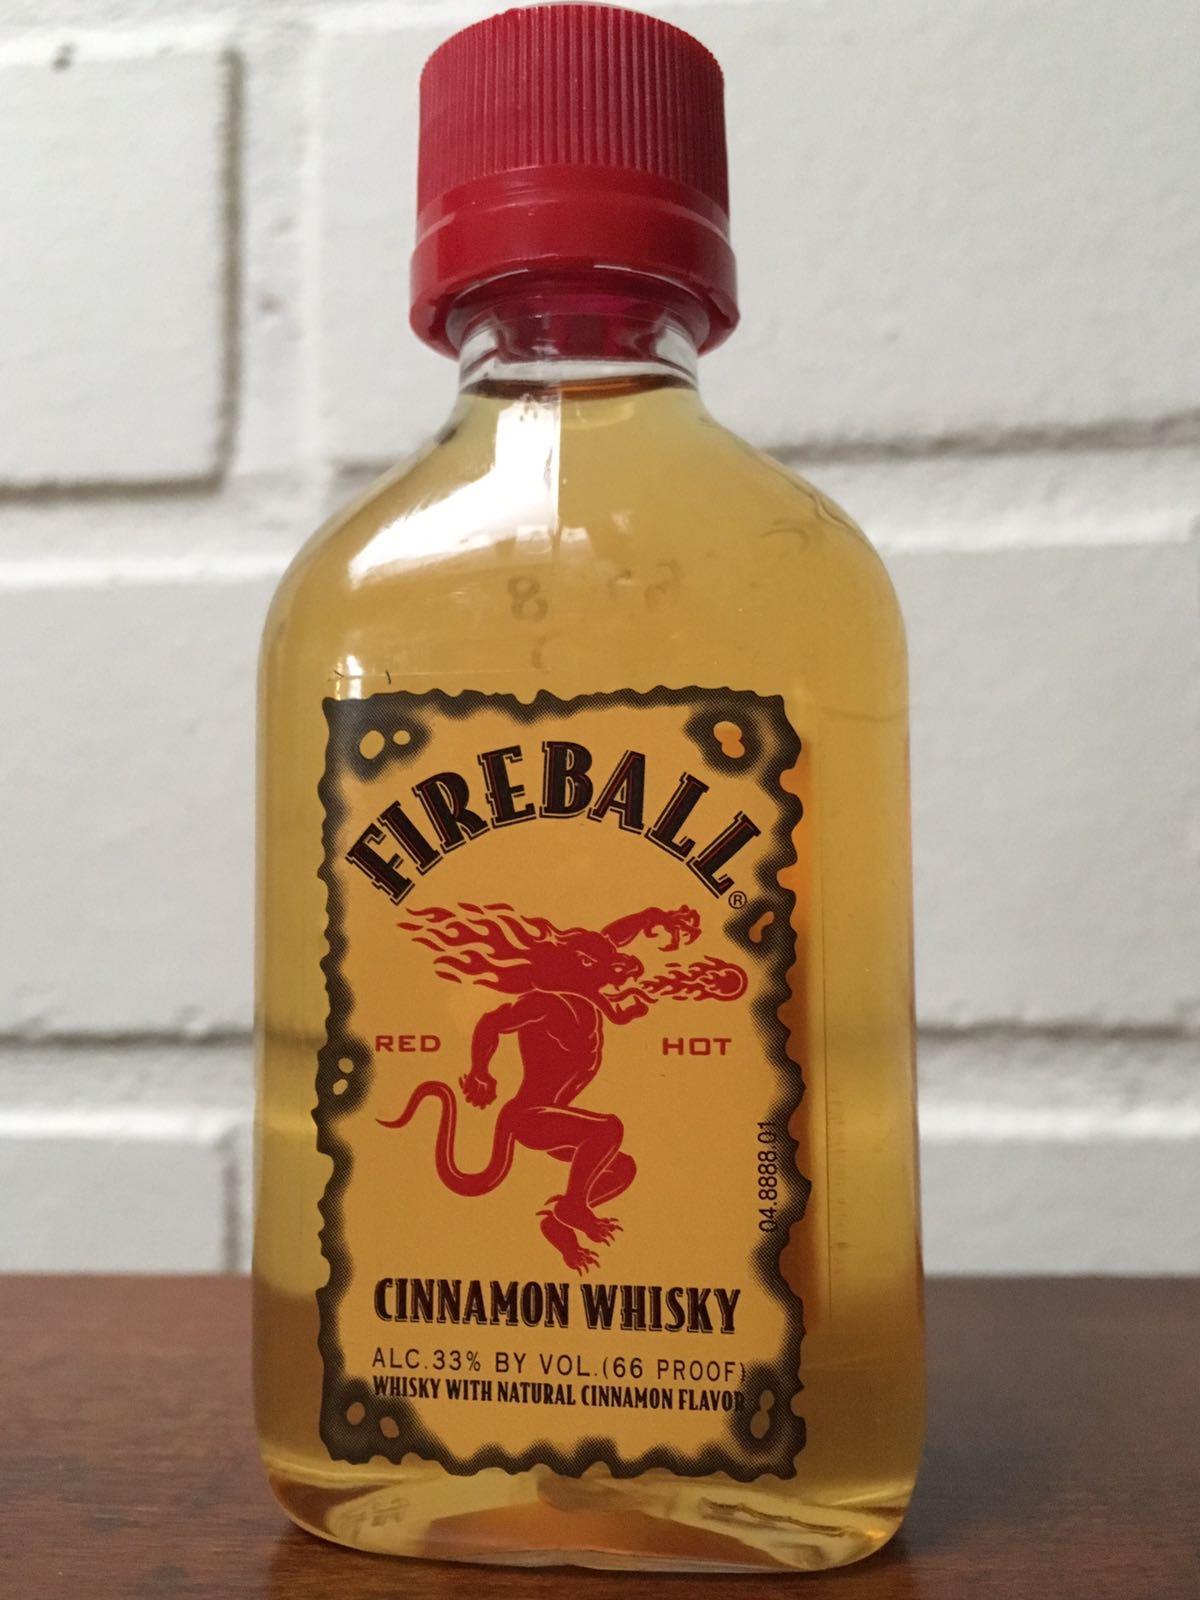 FIREBALL®
RED HOT
04.8888.01
CINNAMON WHISKY
ALC.33% BY VOL.(66 PROOF)
WHISKY WITH NATURAL CINNAMON FLAVOR